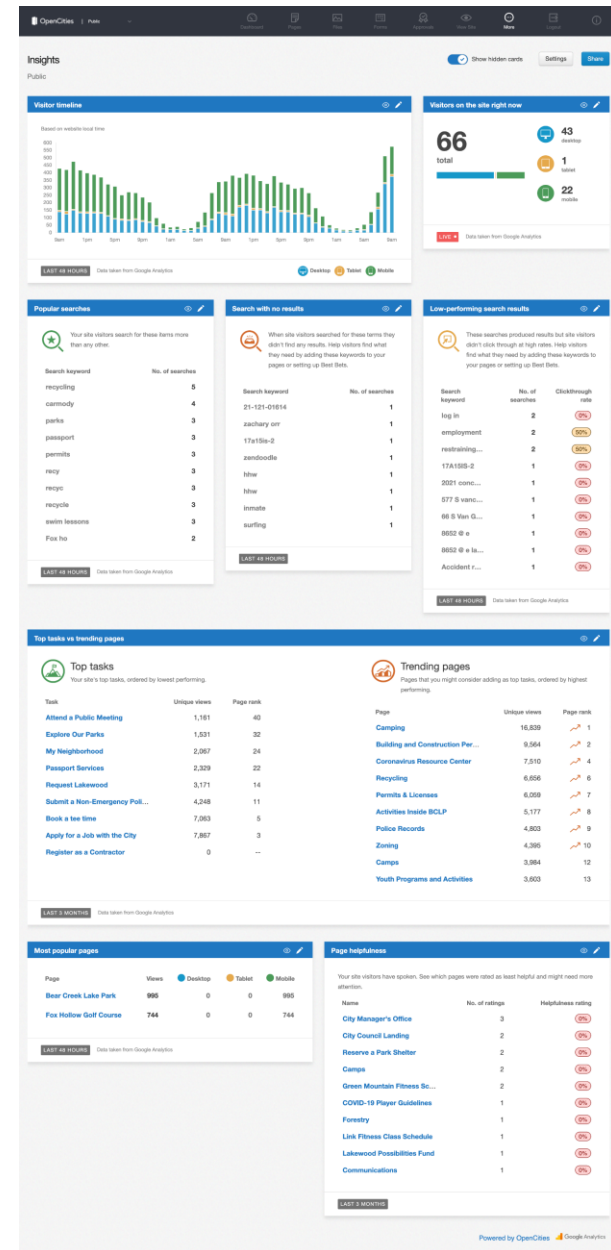 OpenCities | Public
Dashboard Pages Files Forms Approvals View Site More Logout
Insights
Public
Show hidden cards
Settings
Share
Visitor timeline
Based on website local time
600
550
500
450
400
350
300
250
200
150
100
50
0
9am 1pm 5pm 9pm 1am 5am 9am 1pm 5pm 9pm 1am 5am 9am
LAST 48 HOURS Data taken from Google Analytics
Desktop Tablet Mobile
Visitors on the site right now
66
total
43
desktop
1
tablet
22
mobile
LIVE Data taken from Google Analytics
Popular searches
Your site visitors search for these items more
than any other.
Search keyword No. of searches
recycling 5
carmody 4
parks 3
passport 3
permits 3
recy 3
recyc 3
recycle 3
swim lessons 3
Fox ho 2
LAST 48 HOURS Data taken from Google Analytics
Search with no results
When site visitors searched for these terms they
didn't find any results. Help visitors find what
they need by adding these keywords to your
pages or setting up Best Bets.
Search keyword No. of searches
21-121-01614 1
zachary orr 1
17a1Sis-2 1
zendoodle 1
hhw 1
hhw 1
inmate 1
surfing 1
LAST 48 HOURS
Low-performing search results
These searches produced results but site visitors
didn't click through at high rates. Help visitors
find what they need by adding these keywords to
your pages or setting up Best Bets.
Search No. of Clickthrough
keyword searches rate
log in 2 0%
employment 2 50%
restraining... 2 50%
17A1SIS-2 1 0%
2021 conc... 1 0%
577 S vanc... 1 0%
66 S Van G... 1 0%
8652 @ e 1 0%
8652 @ e la... 1 0%
Accident r... 1 0%
LAST 48 HOURS Data taken from Google Analytics
Top tasks vs trending pages
Top tasks
Your site's top tasks, ordered by lowest performing.
Task Unique views Page rank
Attend a Public Meeting 1,161 40
Explore Our Parks 1,531 32
My Neighborhood 2,067 24
Passport Services 2,329 22
Request Lakewood 3,171 14
Submit a Non-Emergency Poli... 4,248 11
Book a tee time 7,063 5
Apply for a Job with the City 7,867 3
Register as a Contractor 0 --
Trending pages
Pages that you might consider adding as top tasks, ordered by highest
performing.
Page Unique views Page rank
Camping 16,839 1
Building and Construction Per... 9,564 2
Coronavirus Resource Center 7,510 4
Recycling 6,656 6
Permits & Licenses 6,059 7
Activities Inside BCLP 5,177 8
Police Records 4,803 9
Zoning 4,395 10
Camps 3,984 12
Youth Programs and Activities 3,603 13
LAST 3 MONTHS Data taken from Google Analytics
Most popular pages
Page Views Desktop Tablet Mobile
Bear Creek Lake Park 995 0 0 995
Fox Hollow Golf Course 744 0 0 744
LAST 48 HOURS Data taken from Google Analytics
Page helpfulness
Your site visitors have spoken. See which pages were rated as least helpful and might need more
attention.
Name No. of ratings Helpfulness rating
City Manager's Office 3 0%
City Council Landing 2 0%
Reserve a Park Shelter 2 0%
Camps 2 0%
Green Mountain Fitness Sc... 2 0%
COVID-19 Player Guidelines 1 0%
Forestry 1 0%
Link Fitness Class Schedule 1 0%
Lakewood Possibilities Fund 1 0%
Communications 1 0%
LAST 3 MONTHS
Powered by OpenCities Google Analytics